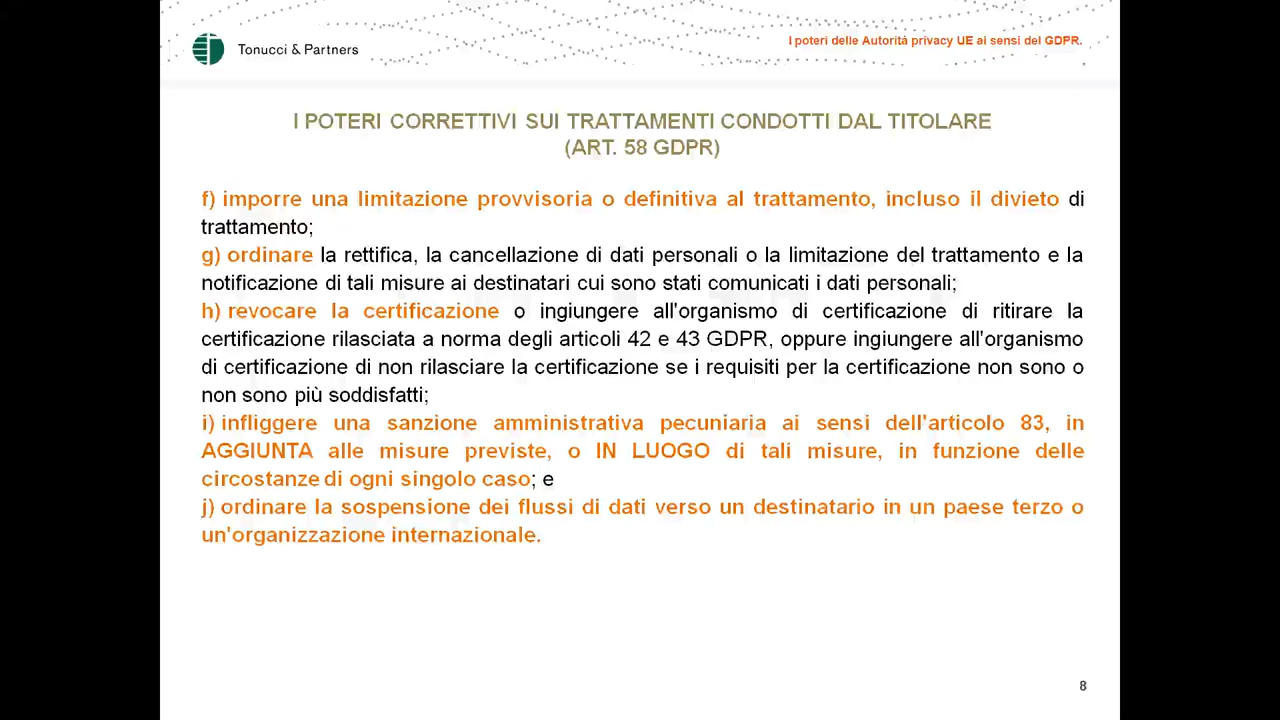 Tonucci & Partners
I poteri delle Autorità privacy UE ai sensi del GDPR.
I POTERI CORRETTIVI SUI TRATTAMENTI CONDOTTI DAL TITOLARE
(ART. 58 GDPR)
f) imporre una limitazione provvisoria o definitiva al trattamento, incluso il divieto di
trattamento;
g) ordinare la rettifica, la cancellazione di dati personali o la limitazione del trattamento e la
notificazione di tali misure ai destinatari cui sono stati comunicati i dati personali;
h) revocare la certificazione o ingiungere all'organismo di certificazione di ritirare la
certificazione rilasciata a norma degli articoli 42 e 43 GDPR, oppure ingiungere all'organismo
di certificazione di non rilasciare la certificazione se i requisiti per la certificazione non sono o
non sono più soddisfatti;
i) infliggere una sanzione amministrativa pecuniaria ai sensi dell'articolo 83, in
AGGIUNTA alle misure previste, o IN LUOGO di tali misure, in funzione delle
circostanze di ogni singolo caso; e
j) ordinare la sospensione dei flussi di dati verso un destinatario in un paese terzo o
un'organizzazione internazionale.
8